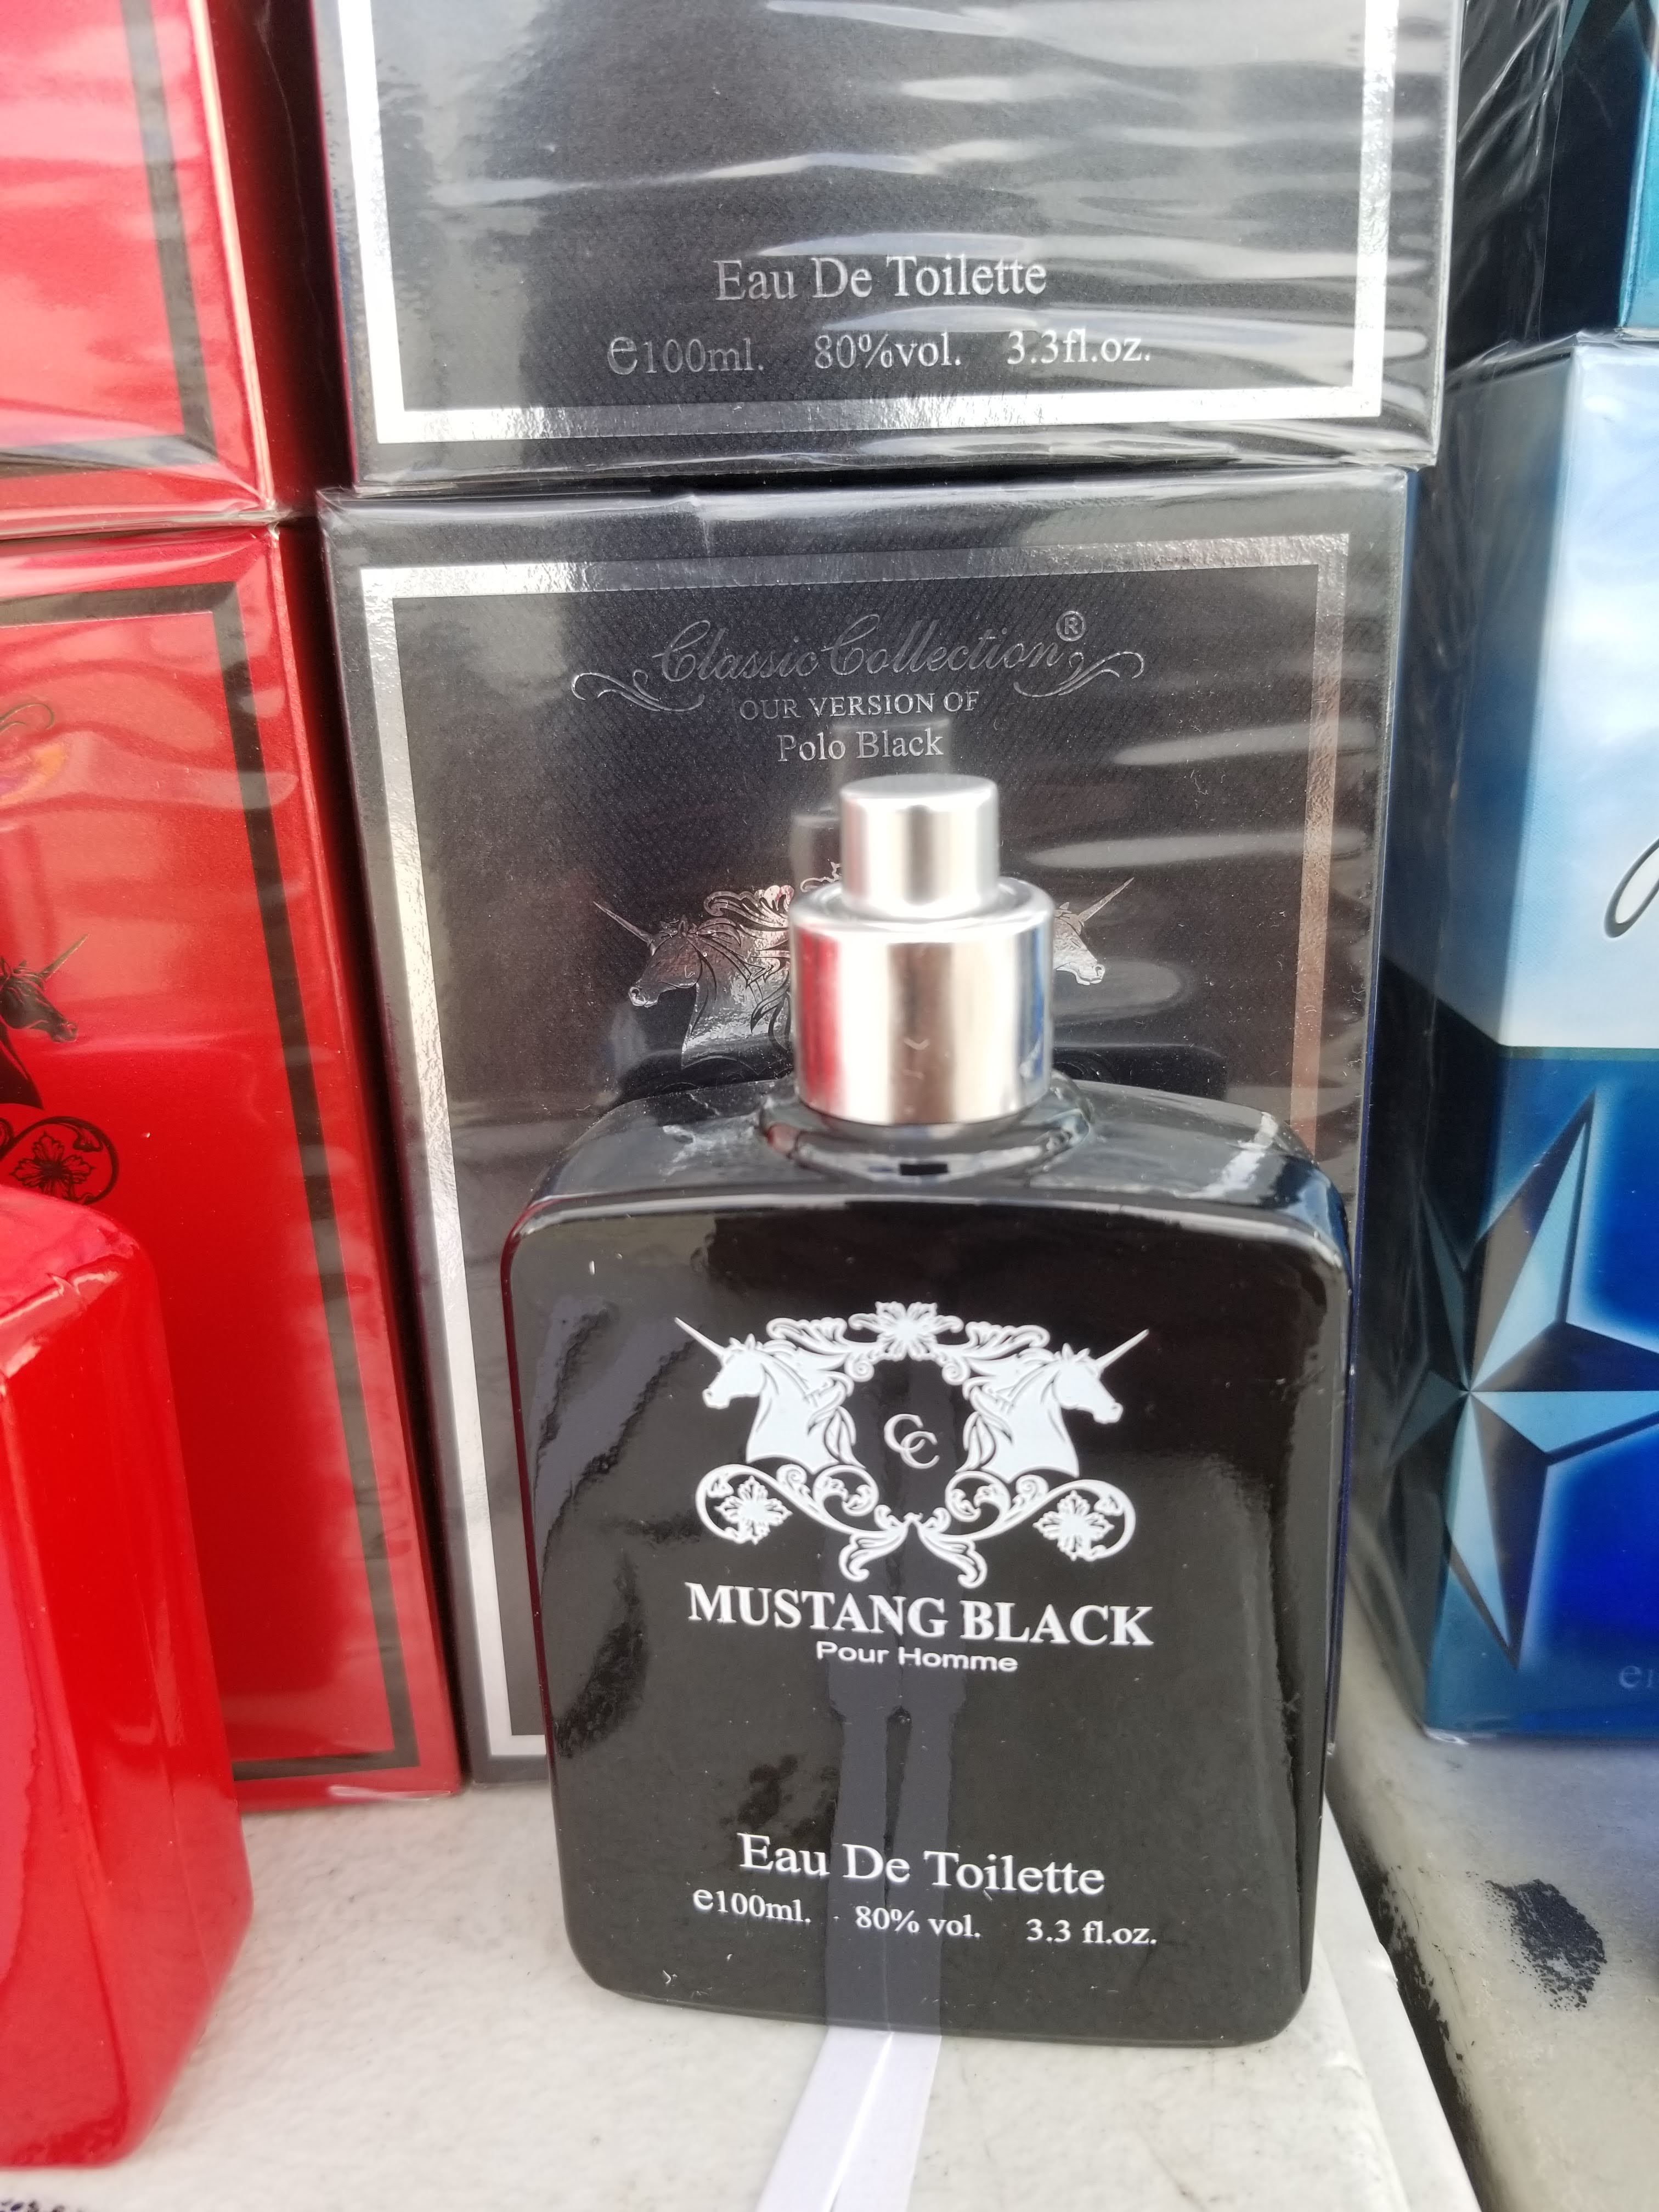 Eau De Toilette
e100ml. 80%vol. 3.3fl.oz.
Classic Collection®
OUR VERSION OF
Polo Black
CC
MUSTANG BLACK
Pour Homme
Eau De Toilette
e100ml. 80% vol. 3.3 fl.oz.